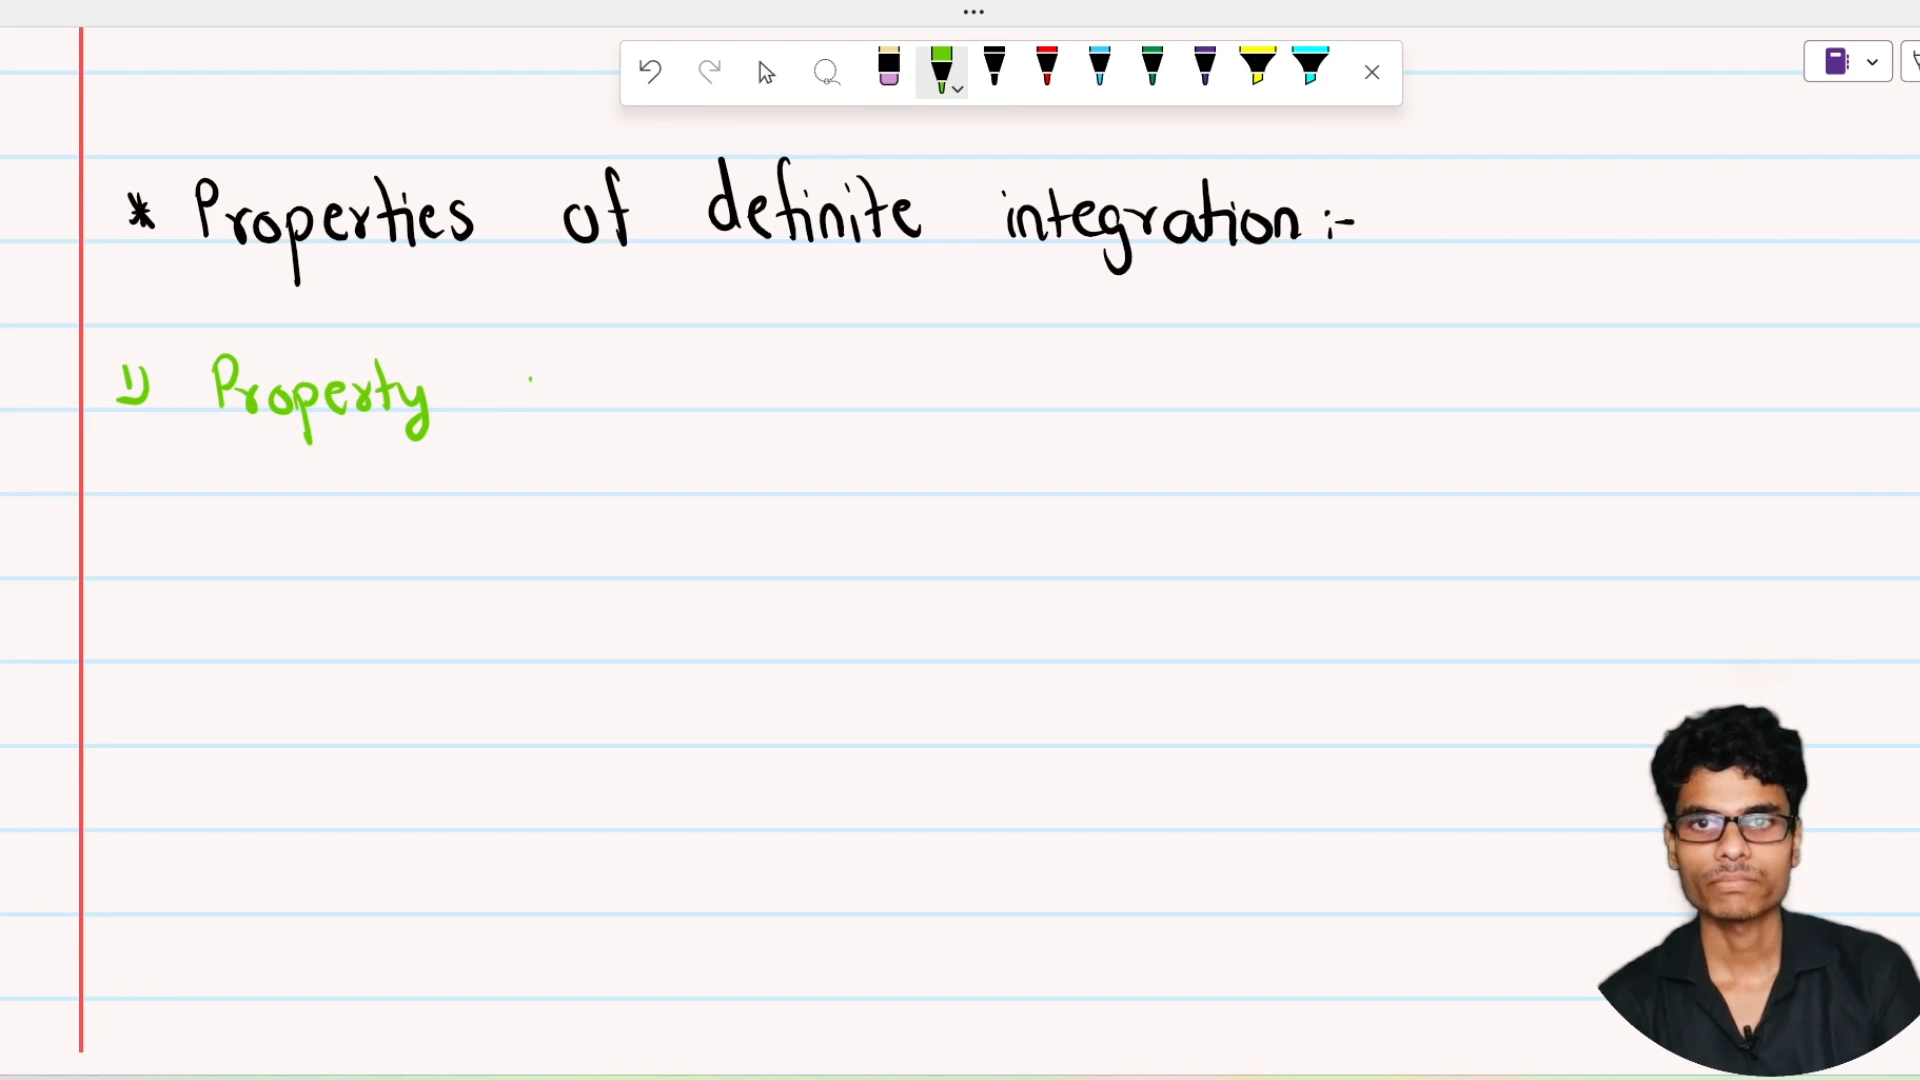 * Properties of definite integration :-
1) Property